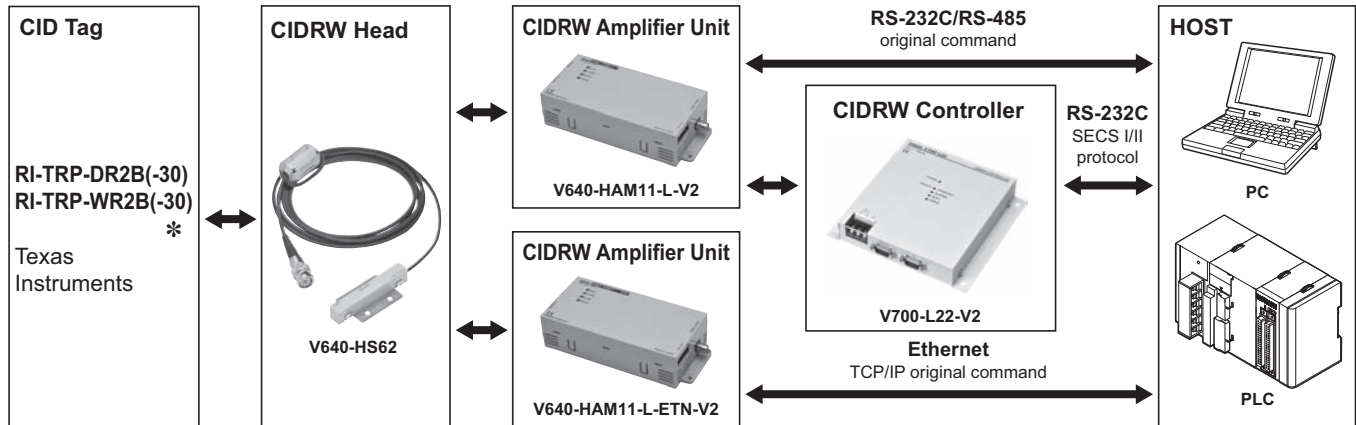 CID Tag
RI-TRP-DR2B(-30)
RI-TRP-WR2B(-30)
*
Texas
Instruments
CIDRW Head
V640-HS62
CIDRW Amplifier Unit
V640-HAM11-L-V2
CIDRW Amplifier Unit
V640-HAM11-L-ETN-V2
RS-232C/RS-485
original command
CIDRW Controller
V700-L22-V2
RS-232C
SECS I/II
protocol
Ethernet
TCP/IP original command
HOST
PC
PLC